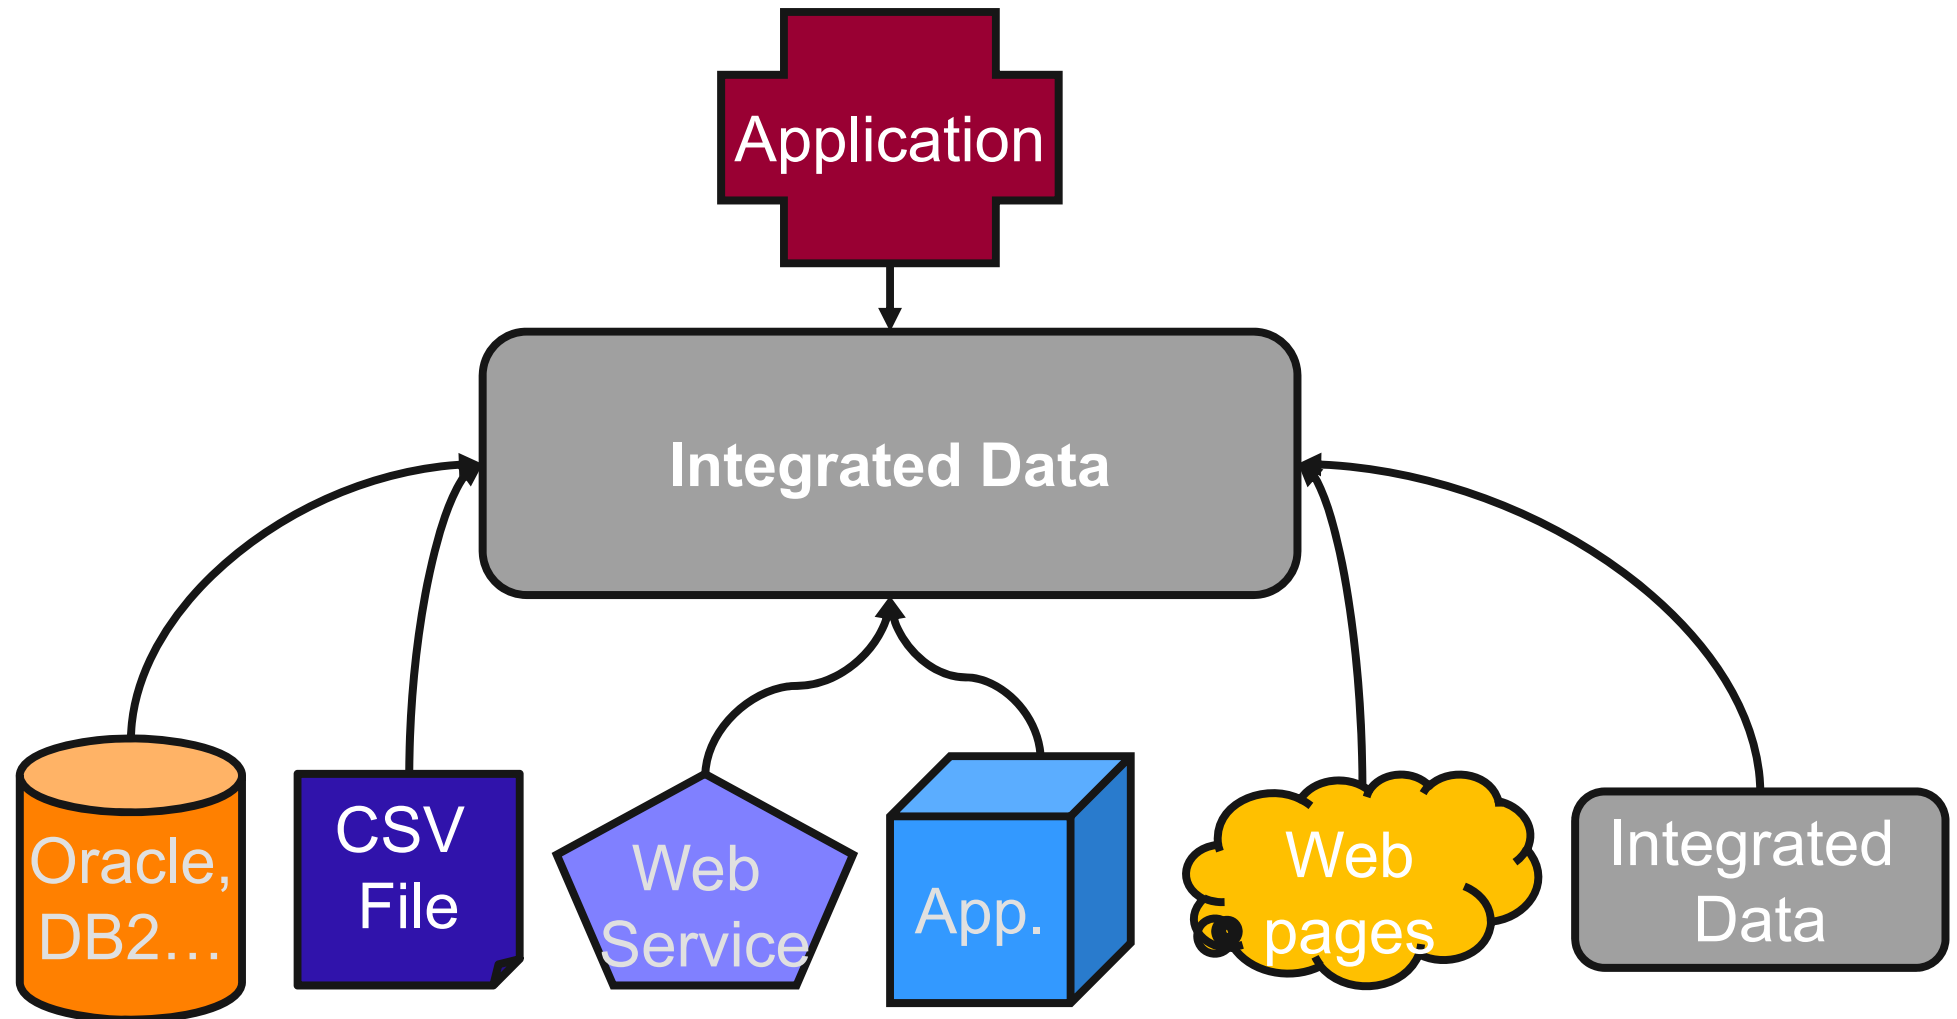 Application
Integrated Data
Oracle,
DB2…
CSV
File
Web
Service
App.
Web
pages
Integrated
Data